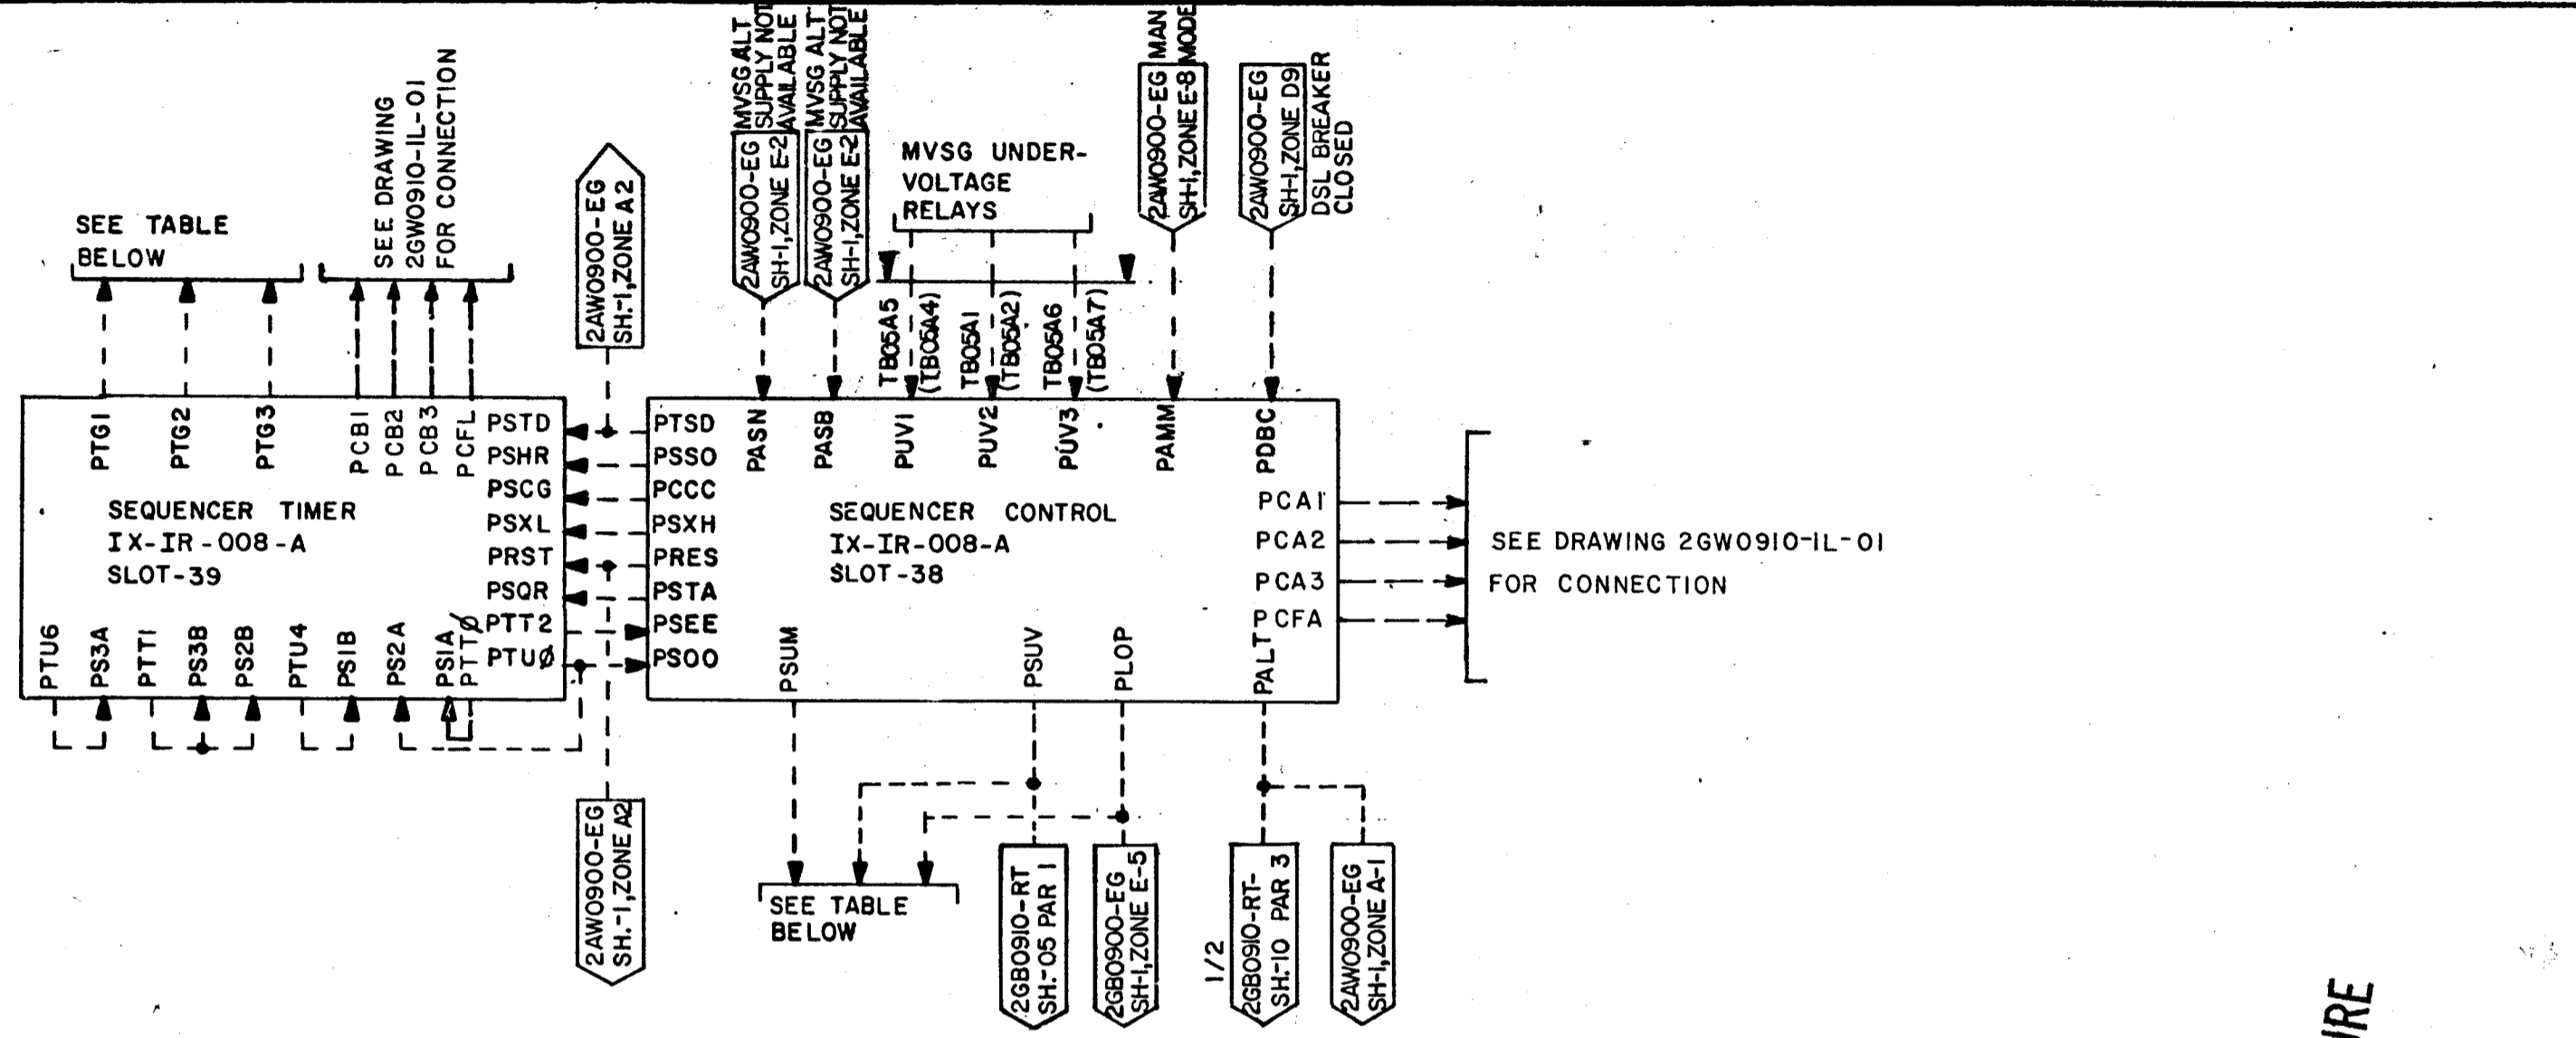 SEE TABLE
BELOW
SEE DRAWING
2GW0910-IL-01
FOR CONNECTION
2AW0900-EG
SH.-1,ZONE A2
MVSG ALT
SUPPLY NOT
AVAILABLE
2AW0900-EG
SH-1,ZONE E-2
MVSG ALT
SUPPLY NOT
AVAILABLE
2AW0900-EG
SH-1,ZONE E-2
MVSG UNDER-
VOLTAGE
RELAYS
TB05A5
(TB05A4)
TB05A1
(TB05A2)
TB05A6
(TB05A7)
MAN
MODE
2AW0900-EG
SH-1,ZONE E-8
2AW0900-EG
SH-1,ZONE D9
DSL BREAKER
CLOSED
PTG1
PTG2
PTG3
PCB1
PCB2
PCB3
PCFL
PSTD
PSHR
PSCG
PSXL
PRST
PSQR
PTT2
PTUØ
SEQUENCER TIMER
IX-IR-008-A
SLOT-39
PTU6
PS3A
PTT1
PS3B
PS2B
PTU4
PS1B
PS2A
PS1A
PTTØ
PTSD
PSSO
PCCC
PSXH
PRES
PSTA
PSEE
PSOO
PASN
PASB
PUV1
PUV2
PUV3
PAMM
PDBC
SEQUENCER CONTROL
IX-IR-008-A
SLOT-38
PCA1
PCA2
PCA3
PCFA
SEE DRAWING 2GW0910-IL-01
FOR CONNECTION
PSUM
PSUV
PLOP
PALT
2AW0900-EG
SH.-1,ZONE A2
SEE TABLE
BELOW
2GB0910-RT
SH.-05 PAR 1
2GB0900-EG
SH-1,ZONE E-5
1/2
2GB0910-RT-
SH.-10 PAR 3
2AW0900-EG
SH-1,ZONE A-1